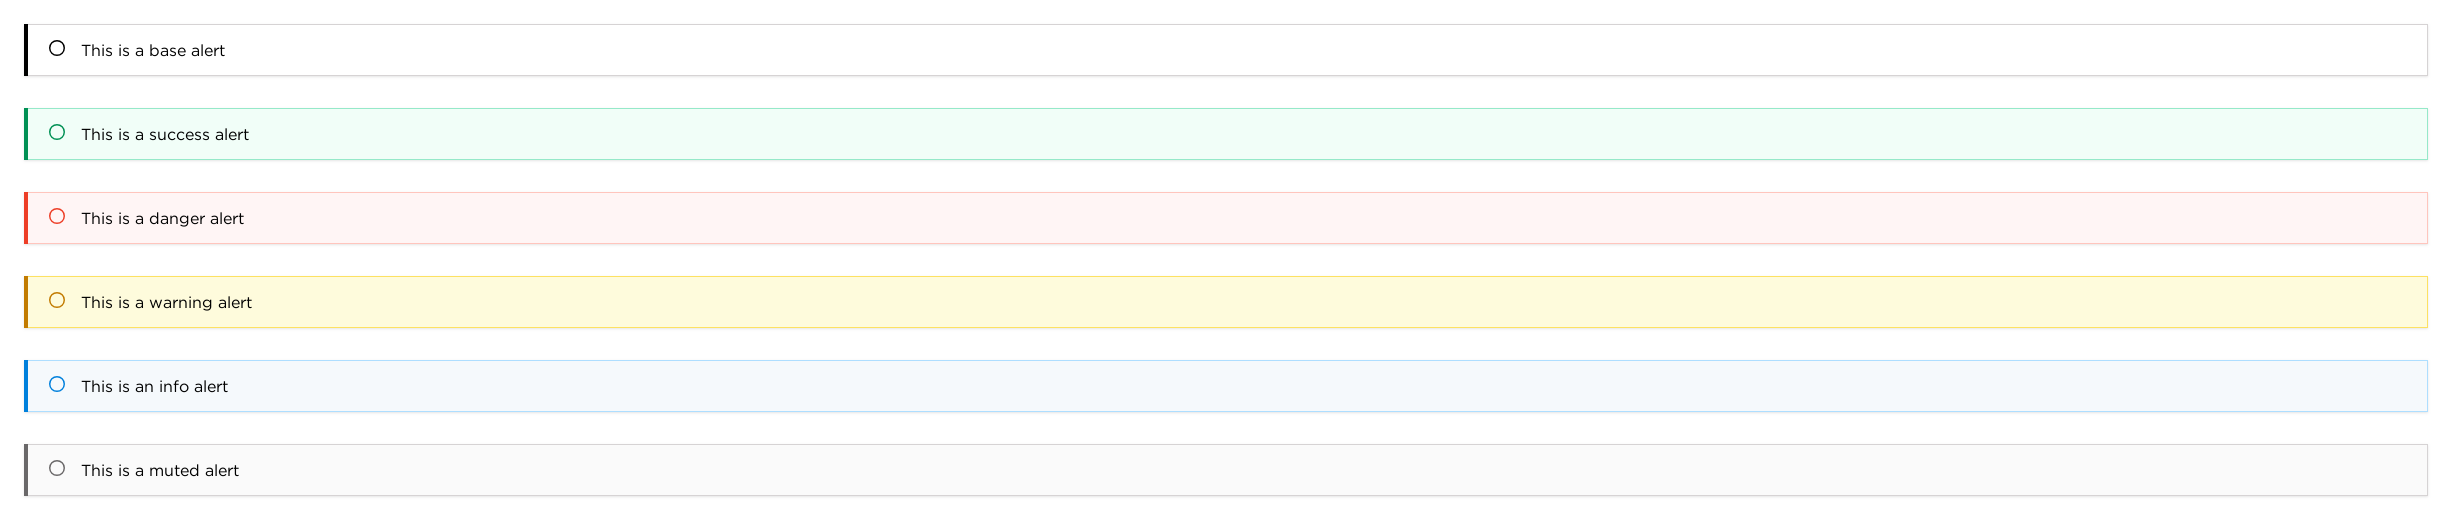 This is a base alert
This is a success alert
This is a danger alert
This is a warning alert
This is an info alert
This is a muted alert